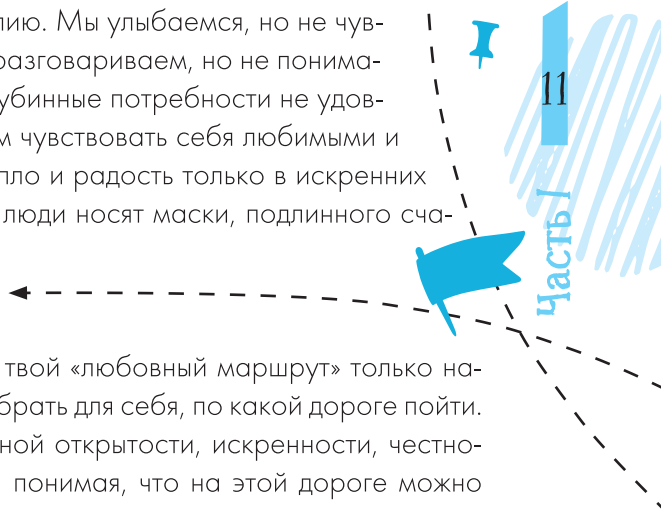 лию. Мы улыбаемся, но не чув-
разговариваем, но не понима-
убинные потребности не удов-
м чувствовать себя любимыми и
пло и радость только в искренних
люди носят маски, подлинного сча-
твой «любовный маршрут» только на-
брать для себя, по какой дороге пойти.
ной открытости, искренности, честно-
понимая, что на этой дороге можно
11
Часть I